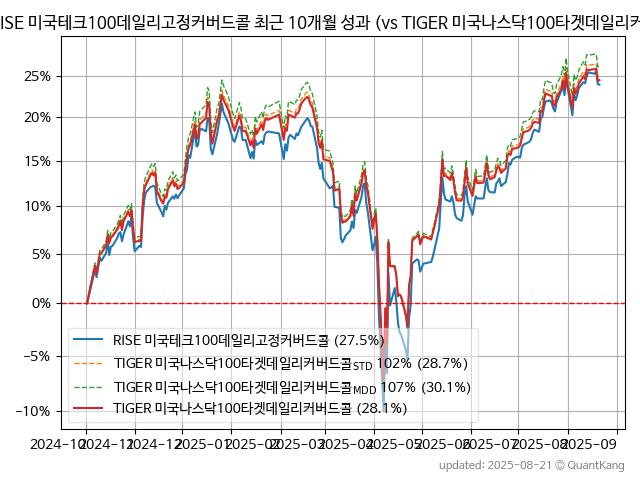 ISE 미국테크100데일리고정커버드콜 최근 10개월 성과 (vs TIGER 미국나스닥100타겟데일리커
25%
20%
15%
10%
5%
0%
−5%
−10%
RISE 미국테크100데일리고정커버드콜 (27.5%)
TIGER 미국나스닥100타겟데일리커버드콜STD 102% (28.7%)
TIGER 미국나스닥100타겟데일리커버드콜MDD 107% (30.1%)
TIGER 미국나스닥100타겟데일리커버드콜 (28.1%)
2024-10 2024-11 2024-12 2025-01 2025-02 2025-03 2025-04 2025-05 2025-06 2025-07 2025-08 2025-09
updated: 2025-08-21 © QuantKang